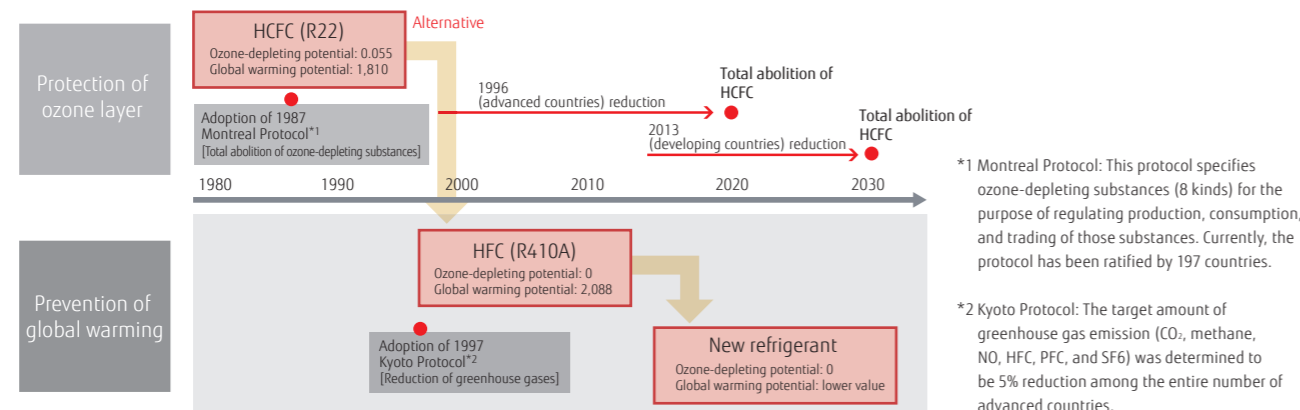 Protection of
ozone layer
HCFC (R22)
Ozone-depleting potential: 0.055
Global warming potential: 1,810
Alternative
Adoption of 1987
Montreal Protocol*1
[Total abolition of ozone-depleting substances]
1996
(advanced countries) reduction
Total abolition of
HCFC
2013
(developing countries) reduction
Total abolition of
HCFC
1980
1990
2000
2010
2020
2030
Prevention of
global warming
HFC (R410A)
Ozone-depleting potential: 0
Global warming potential: 2,088
Adoption of 1997
Kyoto Protocol*2
[Reduction of greenhouse gases]
New refrigerant
Ozone-depleting potential: 0
Global warming potential: lower value
*1 Montreal Protocol: This protocol specifies
ozone-depleting substances (8 kinds) for the
purpose of regulating production, consumption,
and trading of those substances. Currently, the
protocol has been ratified by 197 countries.
*2 Kyoto Protocol: The target amount of
greenhouse gas emission (CO₂, methane,
NO, HFC, PFC, and SF6) was determined to
be 5% reduction among the entire number of
advanced countries.